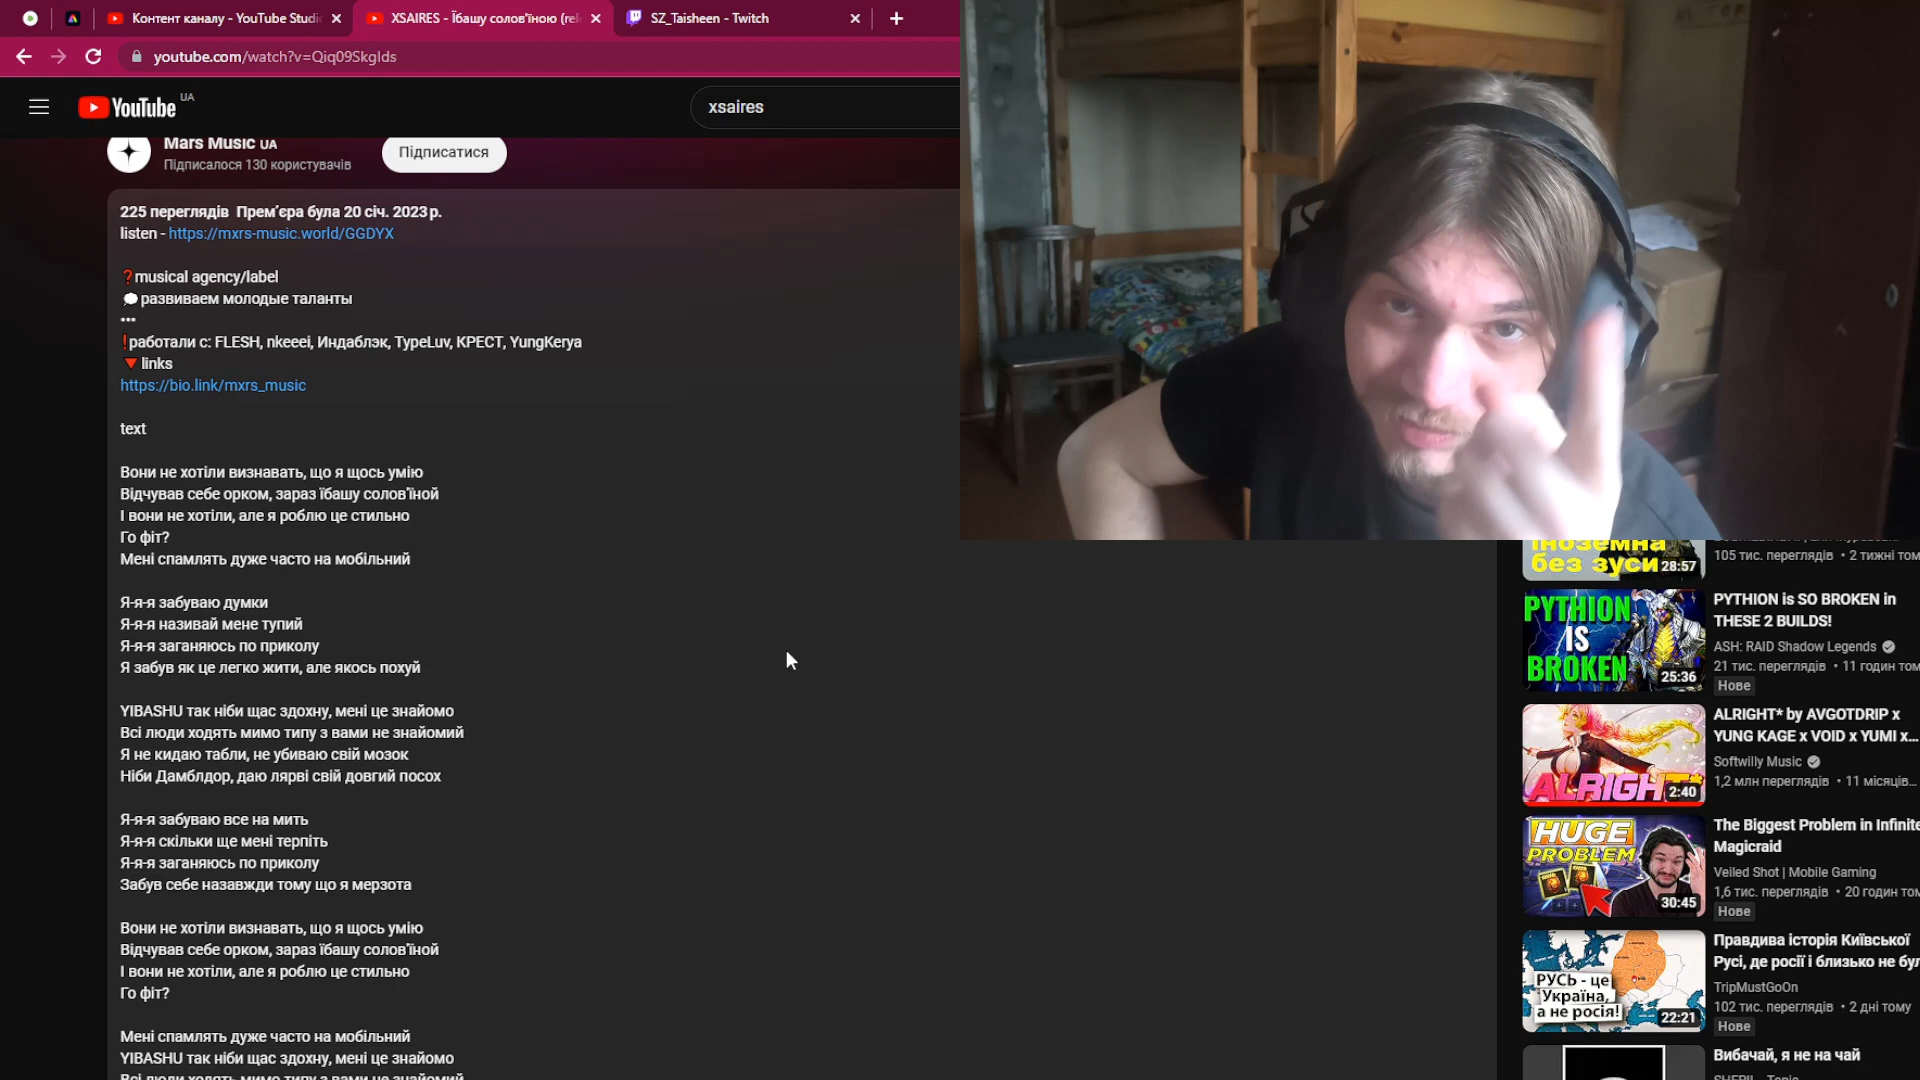 Контент каналу - YouTube Studi
XSAIRES - Їбашу солов'їною (rel
SZ_Taisheen - Twitch
youtube.com/watch?v=Qiq09Skglds
YouTube UA
xsaires
Mars Music UA
Підписалося 130 користувачів
Підписатися
225 переглядів Прем’єра була 20 січ. 2023 р.
listen - https://mxrs-music.world/GGDYX
❓musical agency/label
💭развиваем молодые таланты
•••
❗работали с: FLESH, nkeeei, Индаблэк, TypeLuv, КРЕСТ, YungKerya
🔻links
https://bio.link/mxrs_music
text
Вони не хотіли визнавать, що я щось умію
Відчував себе орком, зараз їбашу солов'їной
І вони не хотіли, але я роблю це стильно
Го фіт?
Мені спамлять дуже часто на мобільний
Я-я-я забуваю думки
Я-я-я називай мене тупий
Я-я-я заганяюсь по приколу
Я забув як це легко жити, але якось похуй
YIBASHU так ніби щас здохну, мені це знайомо
Всі люди ходять мимо типу з вами не знайомий
Я не кидаю табли, не убиваю свій мозок
Ніби Дамблдор, даю лярві свій довгий посох
Я-я-я забуваю все на мить
Я-я-я скільки ще мені терпіть
Я-я-я заганяюсь по приколу
Забув себе назавжди тому що я мерзота
Вони не хотіли визнавать, що я щось умію
Відчував себе орком, зараз їбашу солов'їной
І вони не хотіли, але я роблю це стильно
Го фіт?
Мені спамлять дуже часто на мобільний
YIBASHU так ніби щас здохну, мені це знайомо
Всі люди ходять мимо типу з вами не знайомий
іноземна
без зуси
28:57
105 тис. переглядів • 2 тижні том
PYTHION
IS
BROKEN
25:36
PYTHION is SO BROKEN in
THESE 2 BUILDS!
ASH: RAID Shadow Legends
21 тис. переглядів • 11 годин том
Нове
ALRIGHT*
2:40
ALRIGHT* by AVGOTDRIP x
YUNG KAGE x VOID x YUMI x...
Softwilly Music
1,2 млн переглядів • 11 місяців...
HUGE
PROBLEM
30:45
The Biggest Problem in Infinite
Magicraid
Veiled Shot | Mobile Gaming
1,6 тис. переглядів • 20 годин том
Нове
РУСЬ - це
Україна,
а не росія!
22:21
Правдива історія Київської
Русі, де росії і близько не бул
TripMustGoOn
102 тис. переглядів • 2 дні тому
Нове
Вибачай, я не на чай